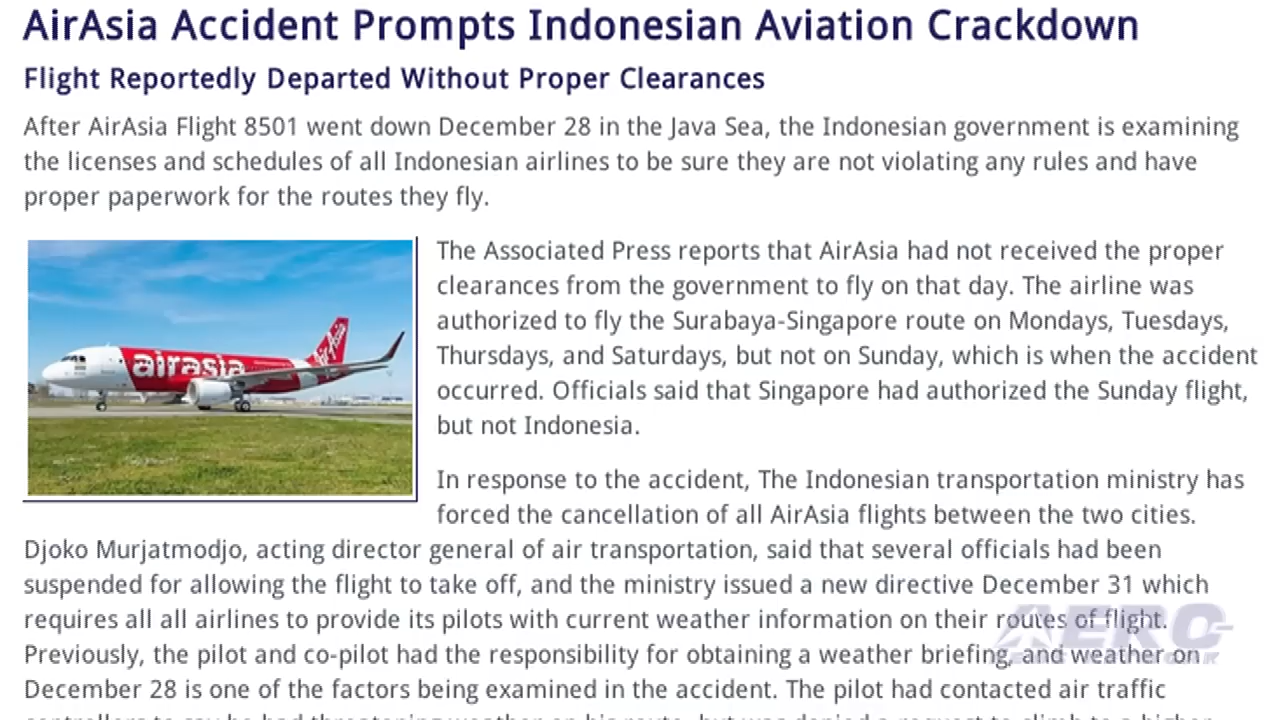 AirAsia Accident Prompts Indonesian Aviation Crackdown
Flight Reportedly Departed Without Proper Clearances
After AirAsia Flight 8501 went down December 28 in the Java Sea, the Indonesian government is examining
the licenses and schedules of all Indonesian airlines to be sure they are not violating any rules and have
proper paperwork for the routes they fly.
airasia
The Associated Press reports that AirAsia had not received the proper
clearances from the government to fly on that day. The airline was
authorized to fly the Surabaya-Singapore route on Mondays, Tuesdays,
Thursdays, and Saturdays, but not on Sunday, which is when the accident
occurred. Officials said that Singapore had authorized the Sunday flight,
but not Indonesia.
In response to the accident, The Indonesian transportation ministry has
forced the cancellation of all AirAsia flights between the two cities.
Djoko Murjatmodjo, acting director general of air transportation, said that several officials had been
suspended for allowing the flight to take off, and the ministry issued a new directive December 31 which
requires all all airlines to provide its pilots with current weather information on their routes of flight.
Previously, the pilot and co-pilot had the responsibility for obtaining a weather briefing, and weather on
December 28 is one of the factors being examined in the accident. The pilot had contacted air traffic
AERO